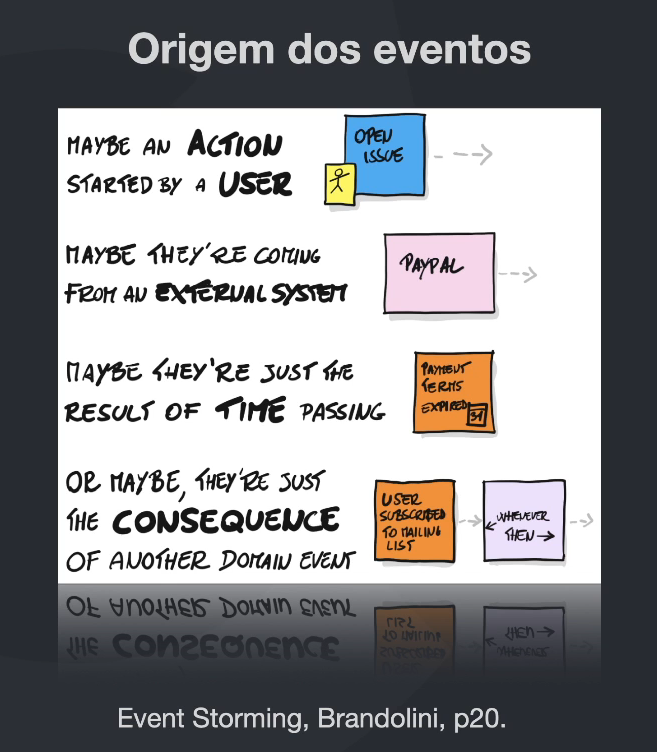 Origem dos eventos
MAYBE AN ACTION
STARTED BY A USER
OPEN
ISSUE
MAYBE THEY'RE COMING
FROM AN EXTERNAL SYSTEM
PAYPAL
MAYBE THEY'RE JUST THE
RESULT OF TIME PASSING
PAYMENT
TERMS
EXPIRED
31
OR MAYBE, THEY'RE JUST
THE CONSEQUENCE
OF ANOTHER DOMAIN EVENT
USER
SUBSCRIBED
TO MAILING
LIST
WHENEVER
THEN
Event Storming, Brandolini, p20.